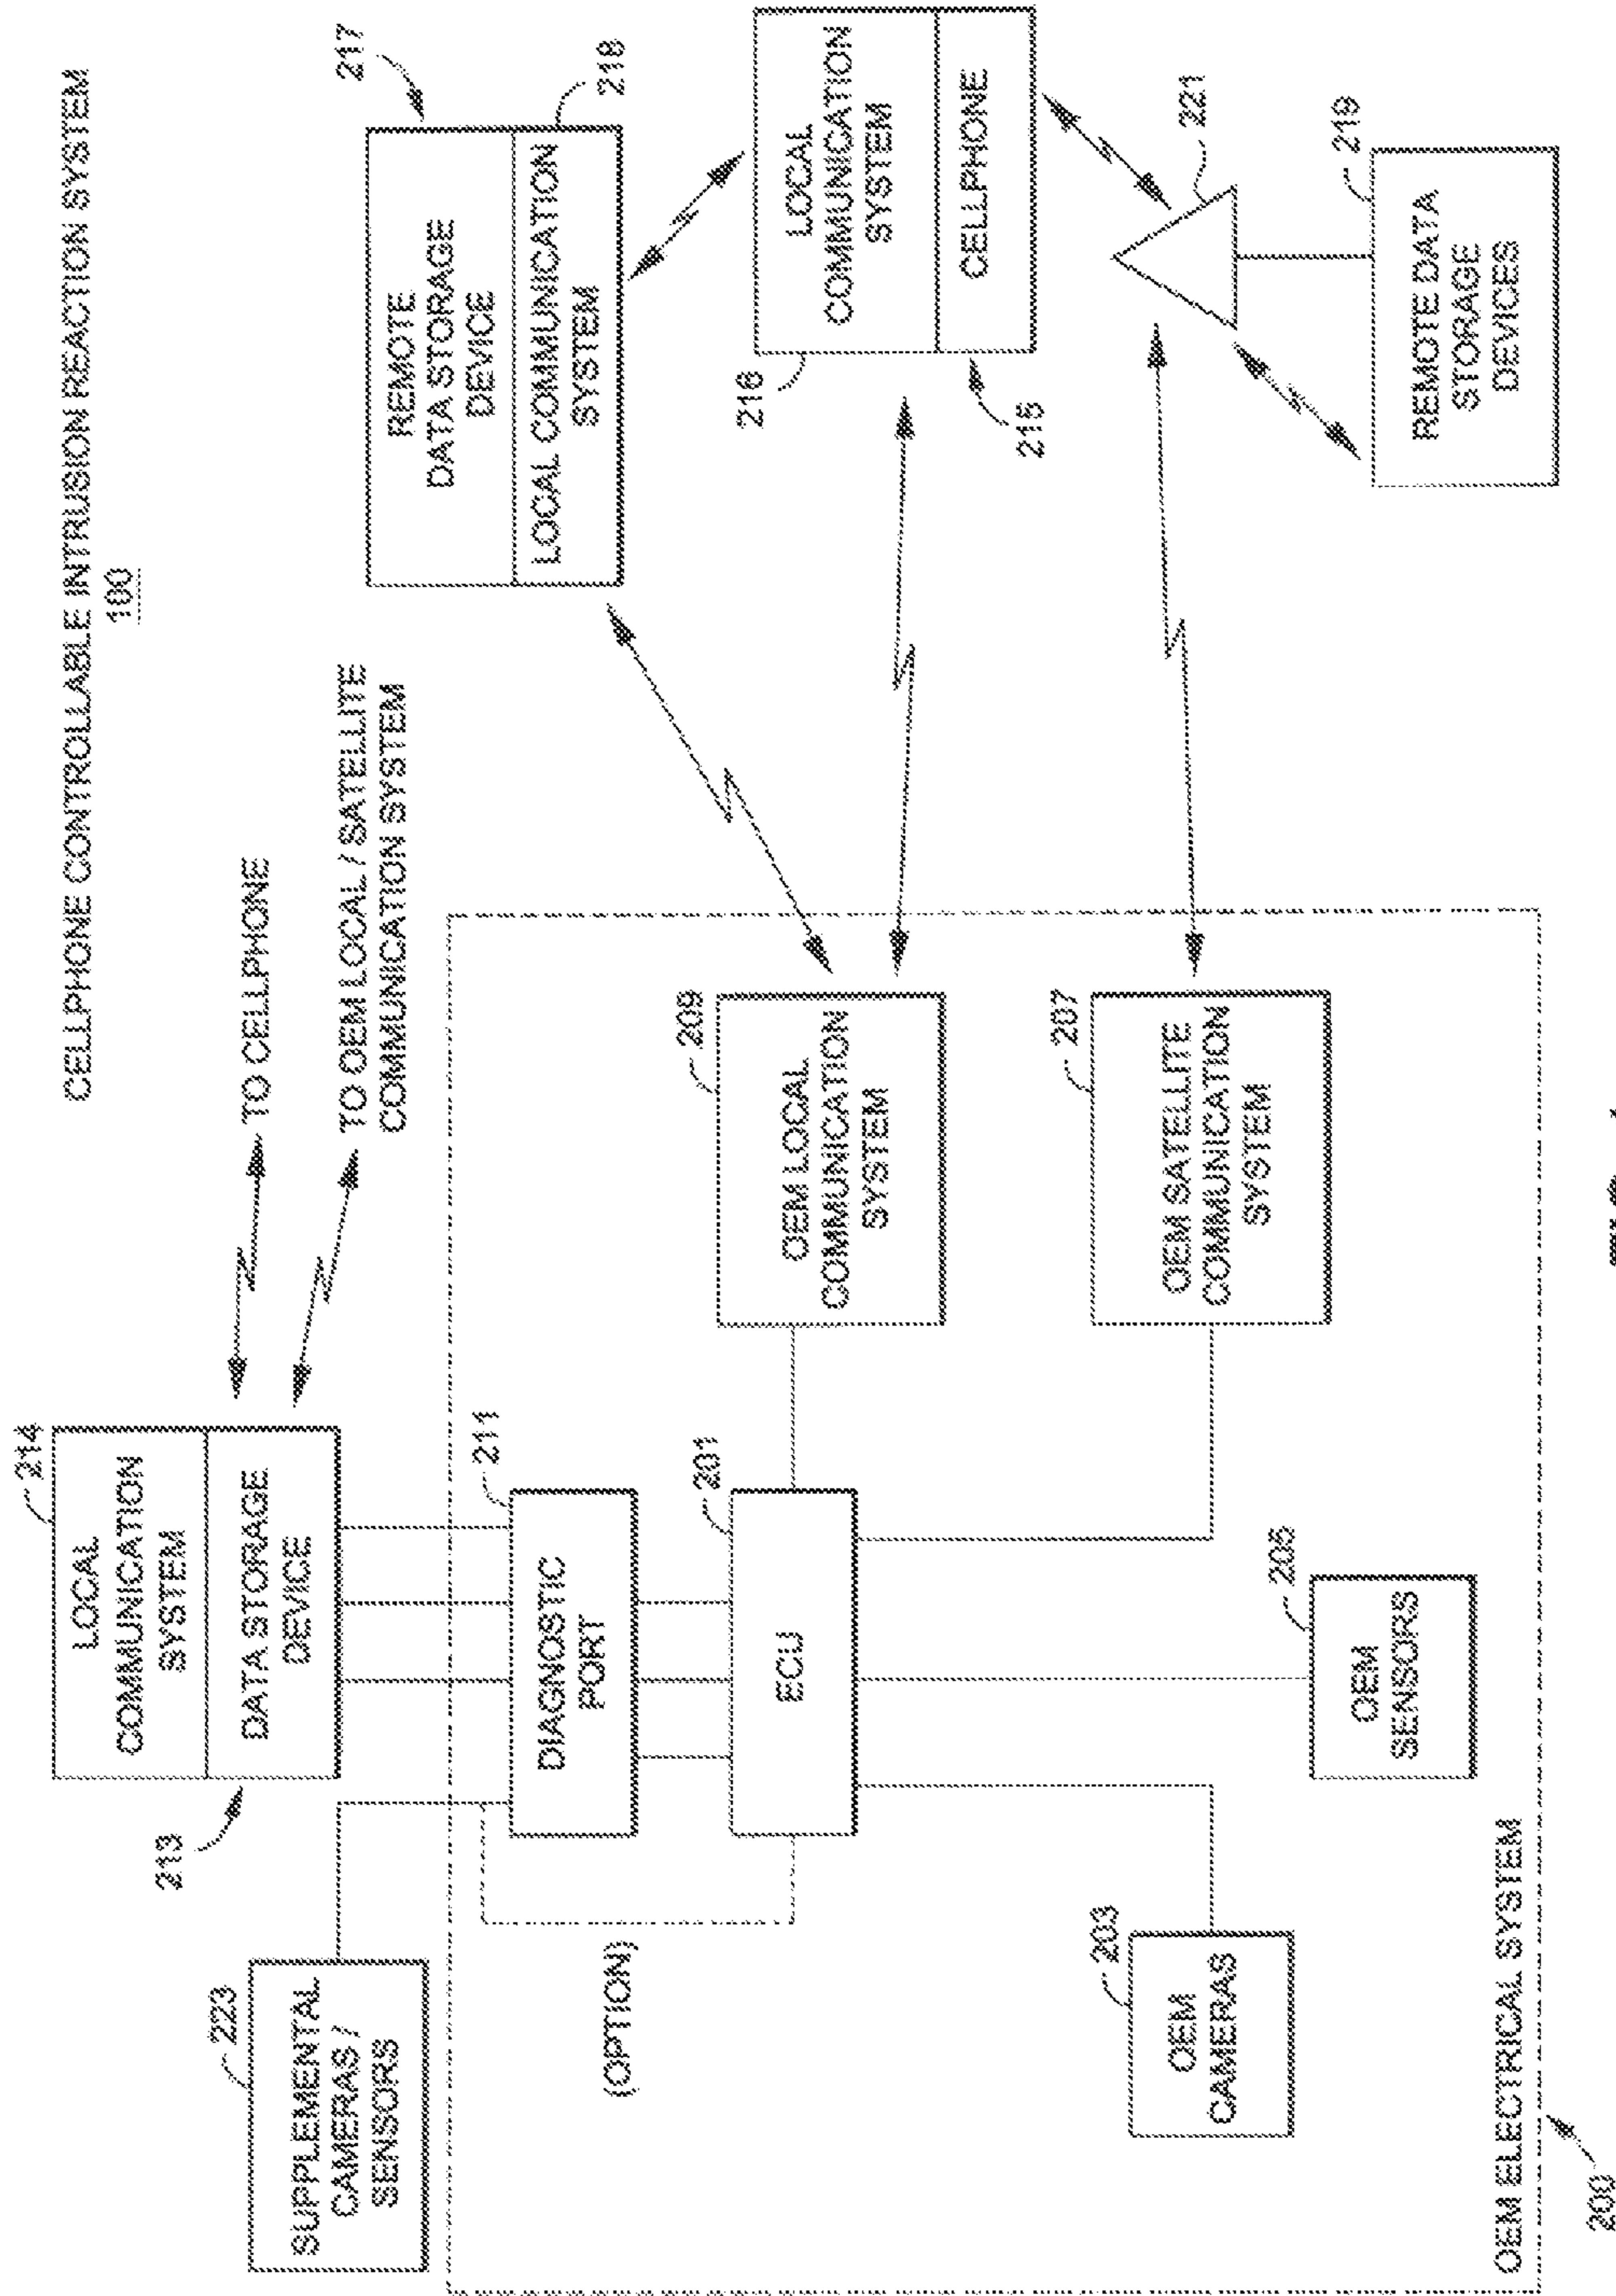 CELLPHONE CONTROLLABLE INTRUSION REACTION SYSTEM
100
214
LOCAL
COMMUNICATION
SYSTEM
DATA STORAGE
DEVICE
213
TO CELLPHONE
TO OEM LOCAL / SATELLITE
COMMUNICATION SYSTEM
223
SUPPLEMENTAL
CAMERAS /
SENSORS
217
REMOTE
DATA STORAGE
DEVICE
LOCAL COMMUNICATION
SYSTEM
218
211
DIAGNOSTIC
PORT
(OPTION)
201
ECU
209
OEM LOCAL
COMMUNICATION
SYSTEM
216
LOCAL
COMMUNICATION
SYSTEM
CELLPHONE
215
207
OEM SATELLITE
COMMUNICATION
SYSTEM
221
203
OEM
CAMERAS
205
OEM
SENSORS
219
REMOTE DATA
STORAGE
DEVICES
OEM ELECTRICAL SYSTEM
200